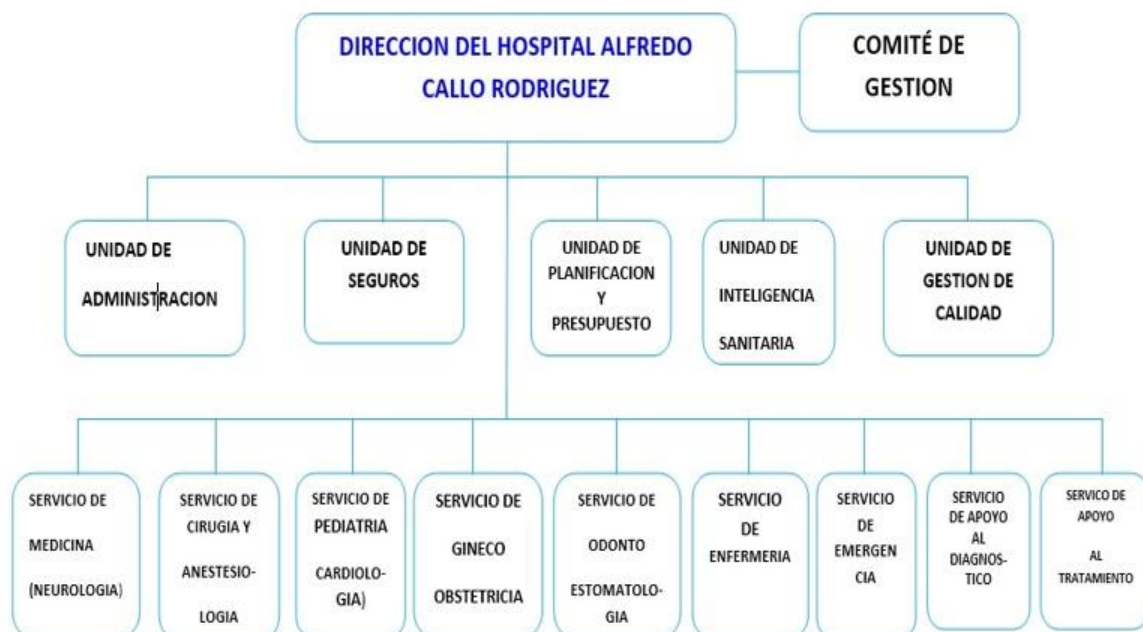 DIRECCION DEL HOSPITAL ALFREDO
CALLO RODRIGUEZ
COMITÉ DE
GESTION
UNIDAD DE
ADMINISTRACION
UNIDAD DE
SEGUROS
UNIDAD DE
PLANIFICACION
Y
PRESUPUESTO
UNIDAD DE
INTELIGENCIA
SANITARIA
UNIDAD DE
GESTION DE
CALIDAD
SERVICIO DE
MEDICINA
(NEUROLOGIA)
SERVICIO DE
CIRUGIA Y
ANESTESIO-
LOGIA
SERVICIO DE
PEDIATRIA
CARDIOLO-
GIA)
SERVICIO DE
GINECO
OBSTETRICIA
SERVICIO DE
ODONTO
ESTOMATOLO-
GIA
SERVICIO
DE
ENFERMERIA
SERVICIO
DE
EMERGEN
CIA
SERVICIO
DE APOYO
AL
DIAGNOS-
TICO
SERVICO DE
APOYO
AL
TRATAMIENTO